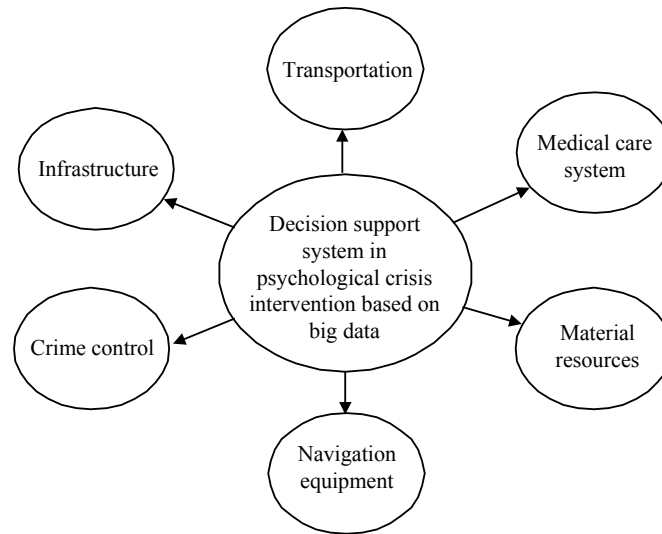 Transportation
Medical care
system
Infrastructure
Decision support
system in
psychological crisis
intervention based on
big data
Crime control
Material
resources
Navigation
equipment